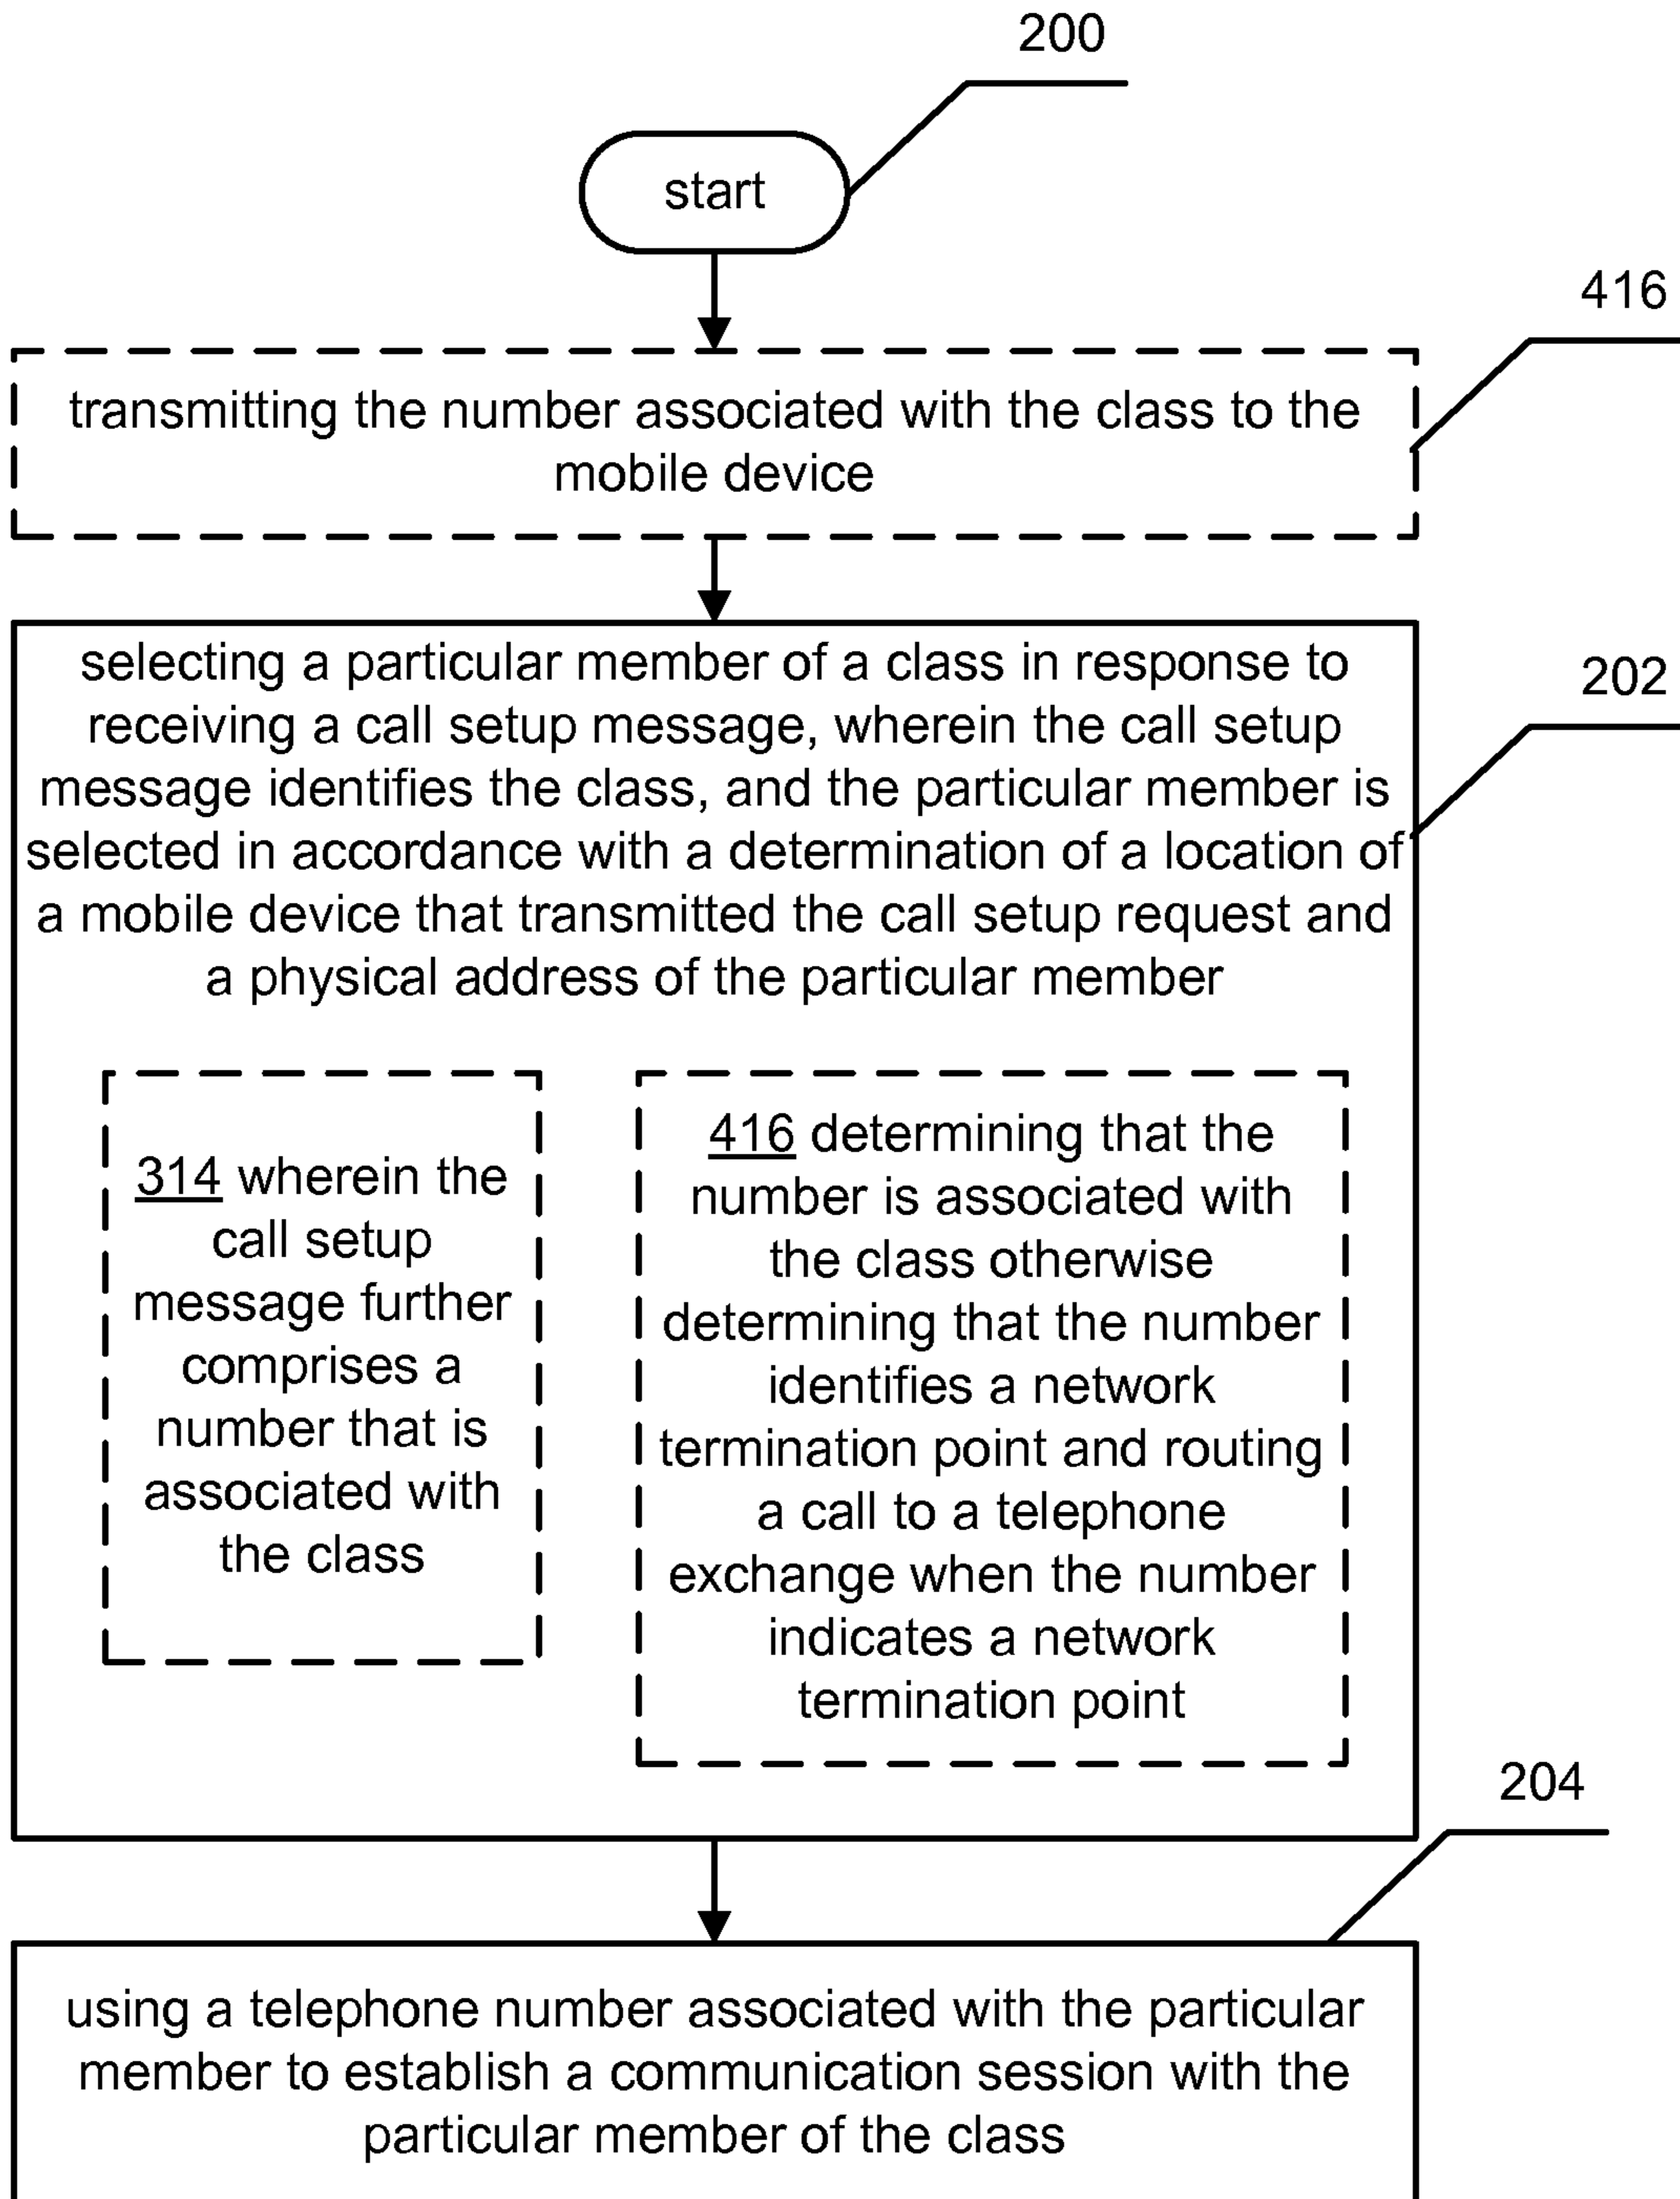 200
start
416
transmitting the number associated with the class to the
mobile device
202
selecting a particular member of a class in response to
receiving a call setup message, wherein the call setup
message identifies the class, and the particular member is
selected in accordance with a determination of a location of
a mobile device that transmitted the call setup request and
a physical address of the particular member
314 wherein the
call setup
message further
comprises a
number that is
associated with
the class
416 determining that the
number is associated with
the class otherwise
determining that the number
identifies a network
termination point and routing
a call to a telephone
exchange when the number
indicates a network
termination point
204
using a telephone number associated with the particular
member to establish a communication session with the
particular member of the class